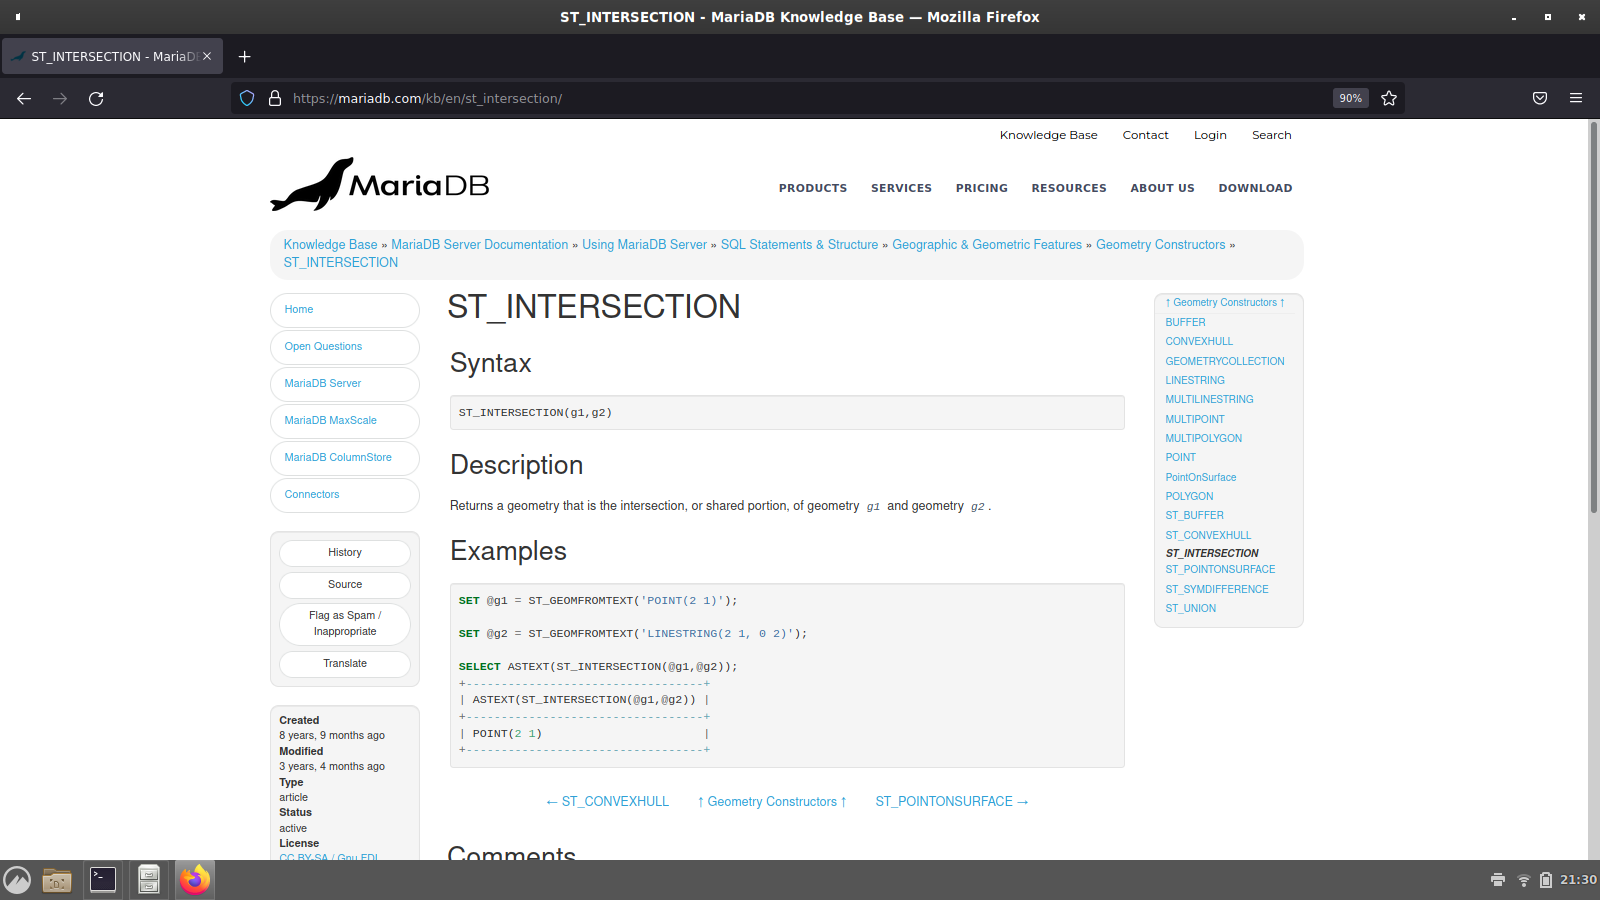 ST_INTERSECTION - MariaDB Knowledge Base — Mozilla Firefox
ST_INTERSECTION - MariaDB
https://mariadb.com/kb/en/st_intersection/
90%
Knowledge Base Contact Login Search
MariaDB
PRODUCTS SERVICES PRICING RESOURCES ABOUT US DOWNLOAD
Knowledge Base » MariaDB Server Documentation » Using MariaDB Server » SQL Statements & Structure » Geographic & Geometric Features » Geometry Constructors »
ST_INTERSECTION
Home
Open Questions
MariaDB Server
MariaDB MaxScale
MariaDB ColumnStore
Connectors
History
Source
Flag as Spam /
Inappropriate
Translate
Created
8 years, 9 months ago
Modified
3 years, 4 months ago
Type
article
Status
active
License
CC BY-SA / Gnu FDL
ST_INTERSECTION
Syntax
ST_INTERSECTION(g1,g2)
Description
Returns a geometry that is the intersection, or shared portion, of geometry g1 and geometry g2 .
Examples
SET @g1 = ST_GEOMFROMTEXT('POINT(2 1)');
SET @g2 = ST_GEOMFROMTEXT('LINESTRING(2 1, 0 2)');
SELECT ASTEXT(ST_INTERSECTION(@g1,@g2));
+----------------------------------+
| ASTEXT(ST_INTERSECTION(@g1,@g2)) |
+----------------------------------+
| POINT(2 1)                       |
+----------------------------------+
← ST_CONVEXHULL ↑ Geometry Constructors ↑ ST_POINTONSURFACE →
Comments
↑ Geometry Constructors ↑
BUFFER
CONVEXHULL
GEOMETRYCOLLECTION
LINESTRING
MULTILINESTRING
MULTIPOINT
MULTIPOLYGON
POINT
PointOnSurface
POLYGON
ST_BUFFER
ST_CONVEXHULL
ST_INTERSECTION
ST_POINTONSURFACE
ST_SYMDIFFERENCE
ST_UNION
21:30